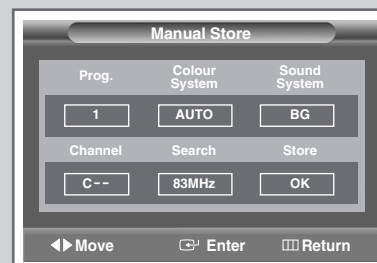 Manual Store
Prog. Colour System Sound System
1 AUTO BG
Channel Search Store
C-- 83MHz OK
Move Enter Return